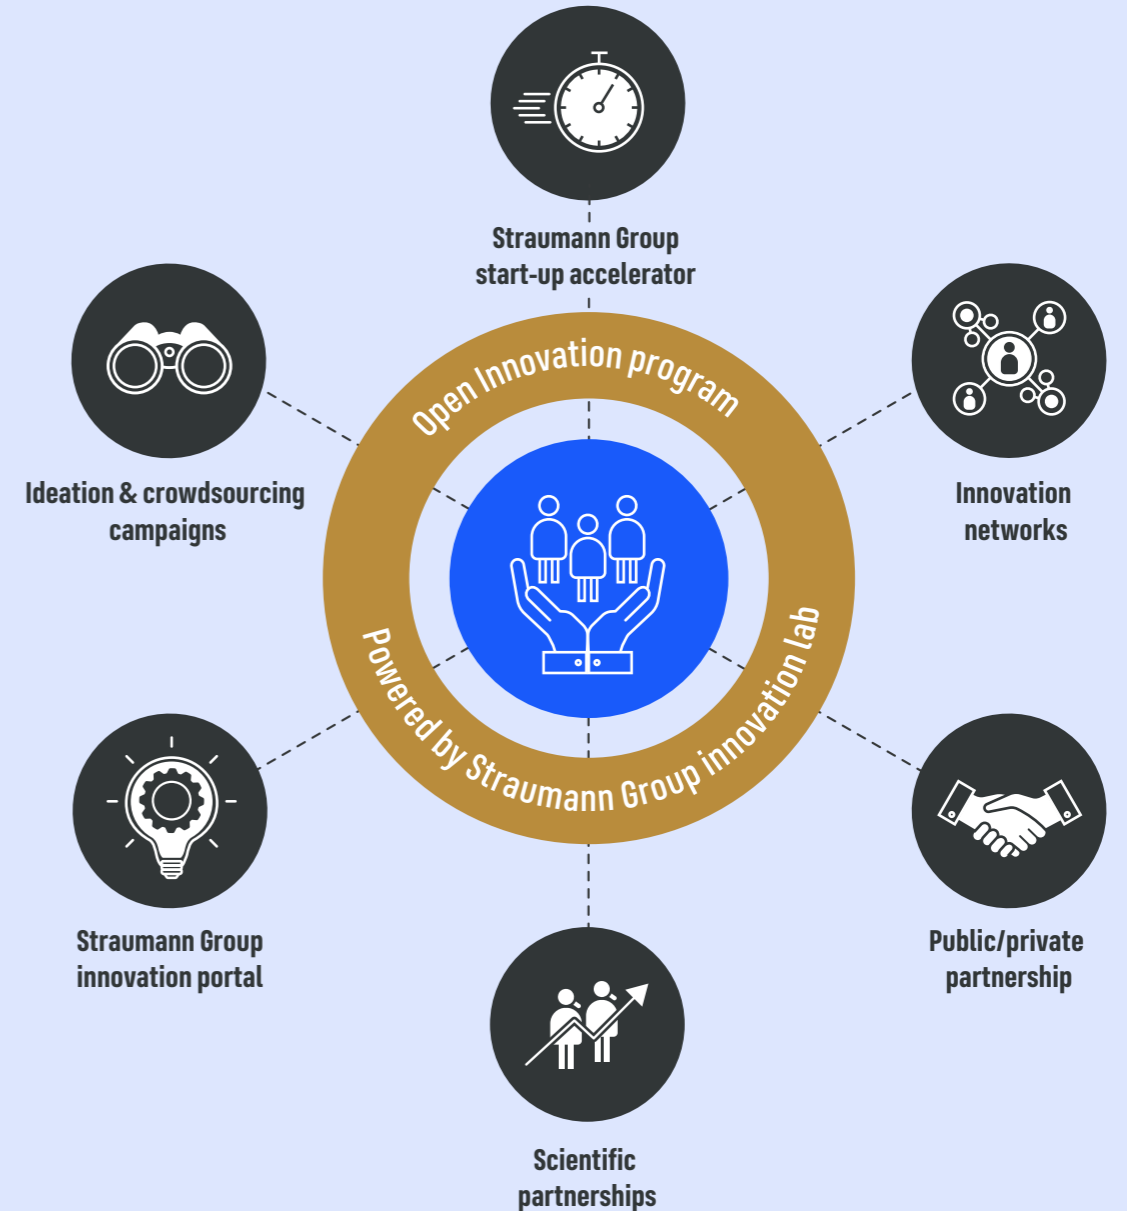 Straumann Group
start-up accelerator
Open Innovation program
Ideation & crowdsourcing
campaigns
Innovation
networks
Powered by Straumann Group innovation lab
Straumann Group
innovation portal
Public/private
partnership
Scientific
partnerships